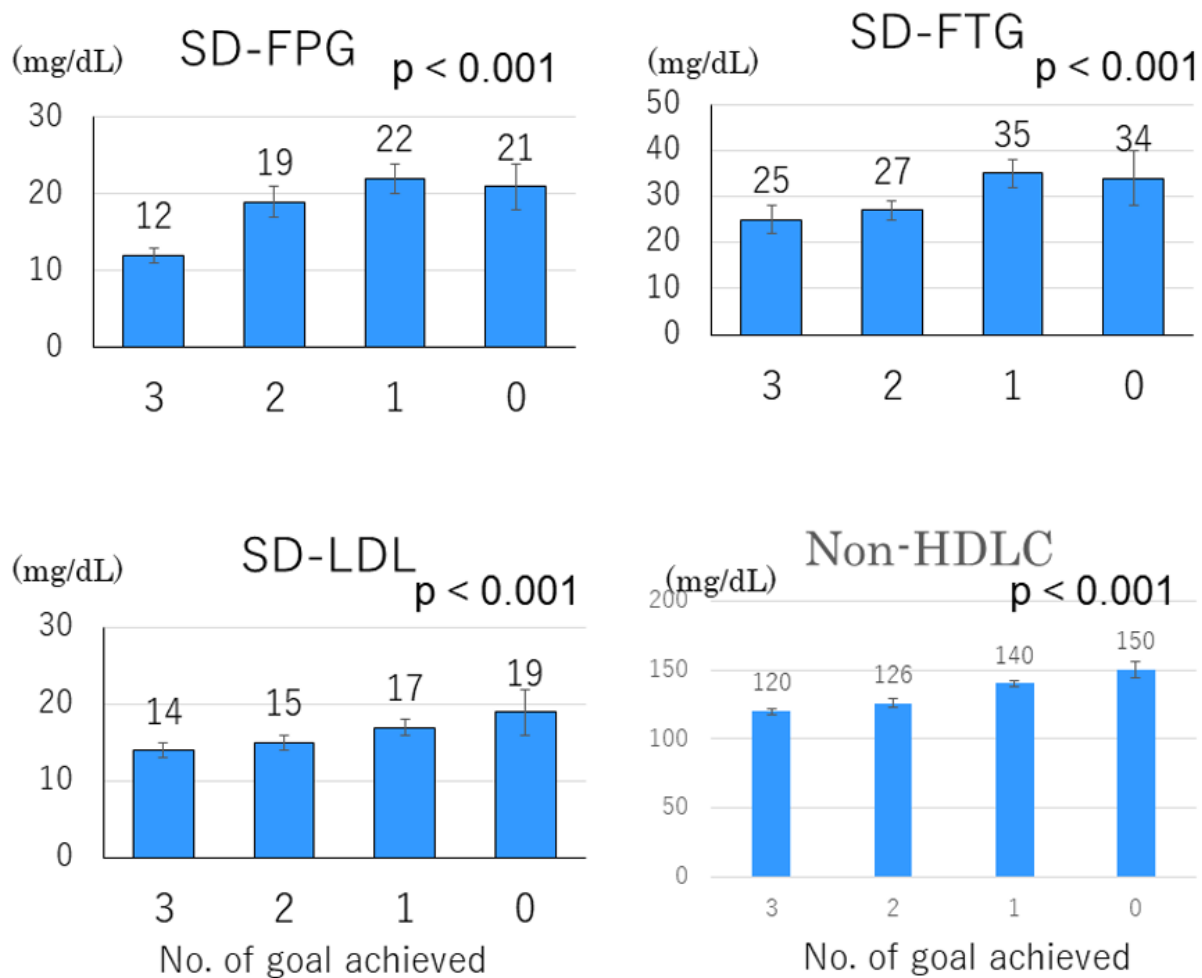 SD-FPG
(mg/dL)
p < 0.001
30
20
10
0
12
19
22
21
3 2 1 0
SD-FTG
(mg/dL)
p < 0.001
50
40
30
20
10
0
25
27
35
34
3 2 1 0
SD-LDL
(mg/dL)
p < 0.001
30
20
10
0
14
15
17
19
3 2 1 0
No. of goal achieved
Non-HDLC
(mg/dL)
p < 0.001
200
150
100
50
0
120
126
140
150
3 2 1 0
No. of goal achieved